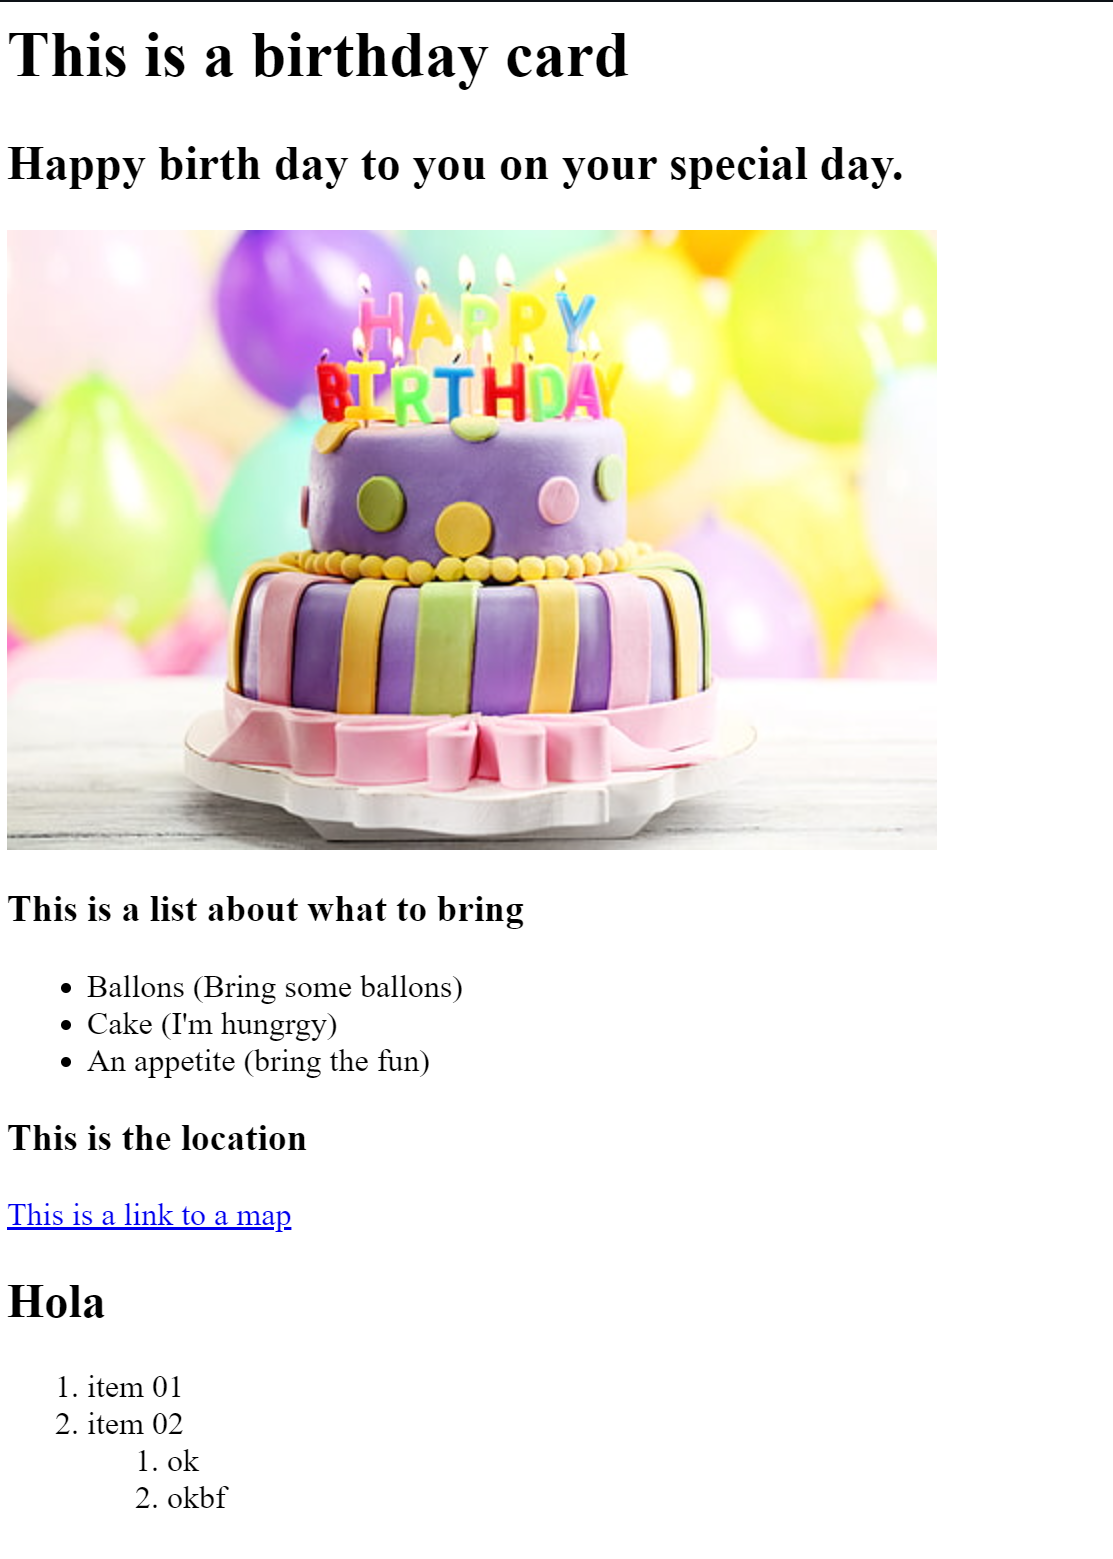 This is a birthday card
Happy birth day to you on your special day.
HAPPY
BIRTHDAY
This is a list about what to bring
• Ballons (Bring some ballons)
• Cake (I'm hungrgy)
• An appetite (bring the fun)
This is the location
This is a link to a map
Hola
1. item 01
2. item 02
1. ok
2. okbf